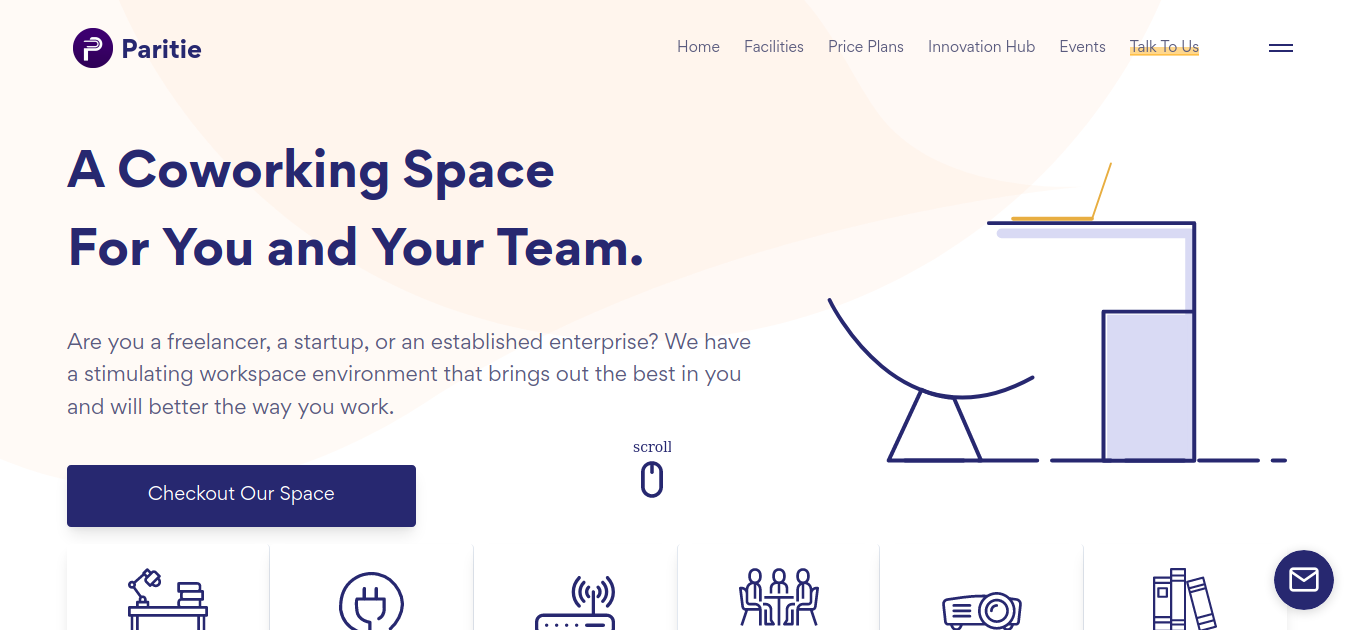 Paritie
Home Facilities Price Plans Innovation Hub Events Talk To Us
A Coworking Space
For You and Your Team.
Are you a freelancer, a startup, or an established enterprise? We have
a stimulating workspace environment that brings out the best in you
and will better the way you work.
scroll
Checkout Our Space